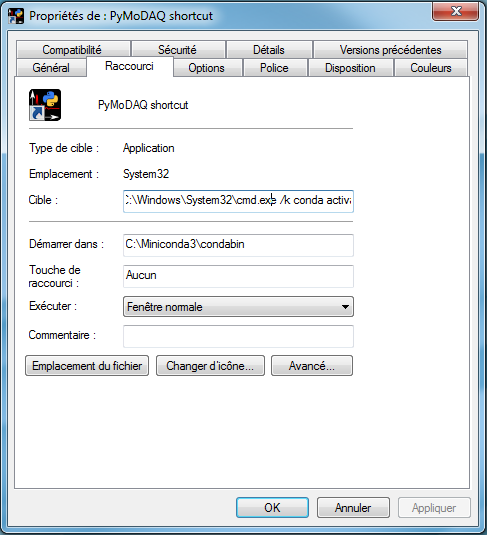 Propriétés de : PyMoDAQ shortcut
Compatibilité Sécurité Détails Versions précédentes
Général Raccourci Options Police Disposition Couleurs
PyMoDAQ shortcut
Type de cible : Application
Emplacement : System32
Cible : C:\Windows\System32\cmd.exe /k conda activa
Démarrer dans : C:\Miniconda3\condabin
Touche de
raccourci : Aucun
Exécuter : Fenêtre normale
Commentaire :
Emplacement du fichier Changer d'icône... Avancé...
OK Annuler Appliquer